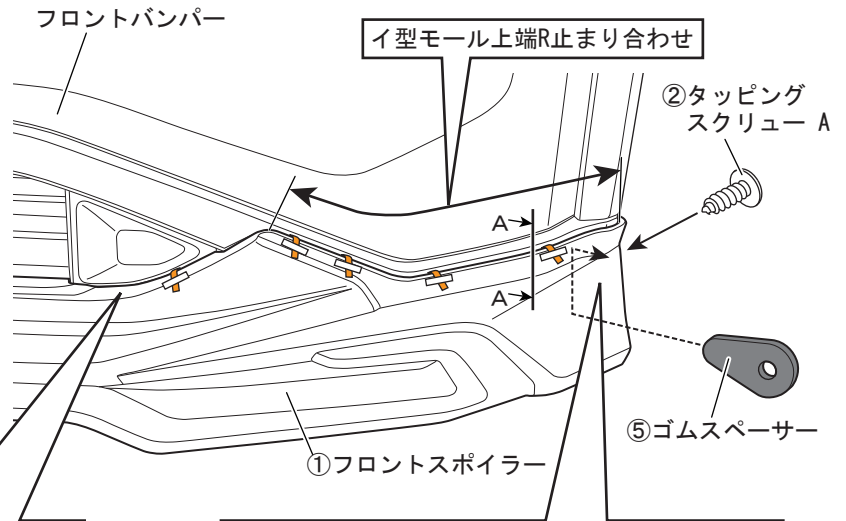 フロントバンパー
イ型モール上端R止まり合わせ
②タッピング
スクリュー A
A
A
⑤ゴムスペーサー
①フロントスポイラー